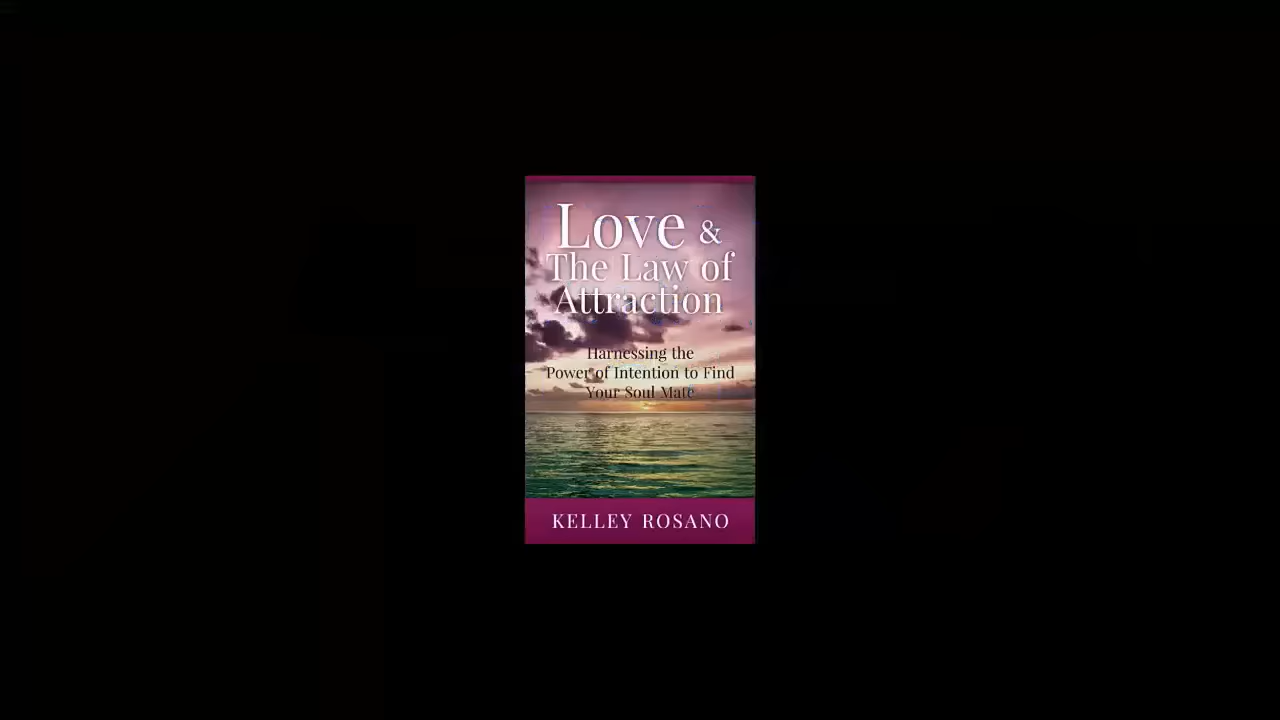 Love &
The Law of
Attraction
Harnessing the
Power of Intention to Find
Your Soul Mate
KELLEY ROSANO